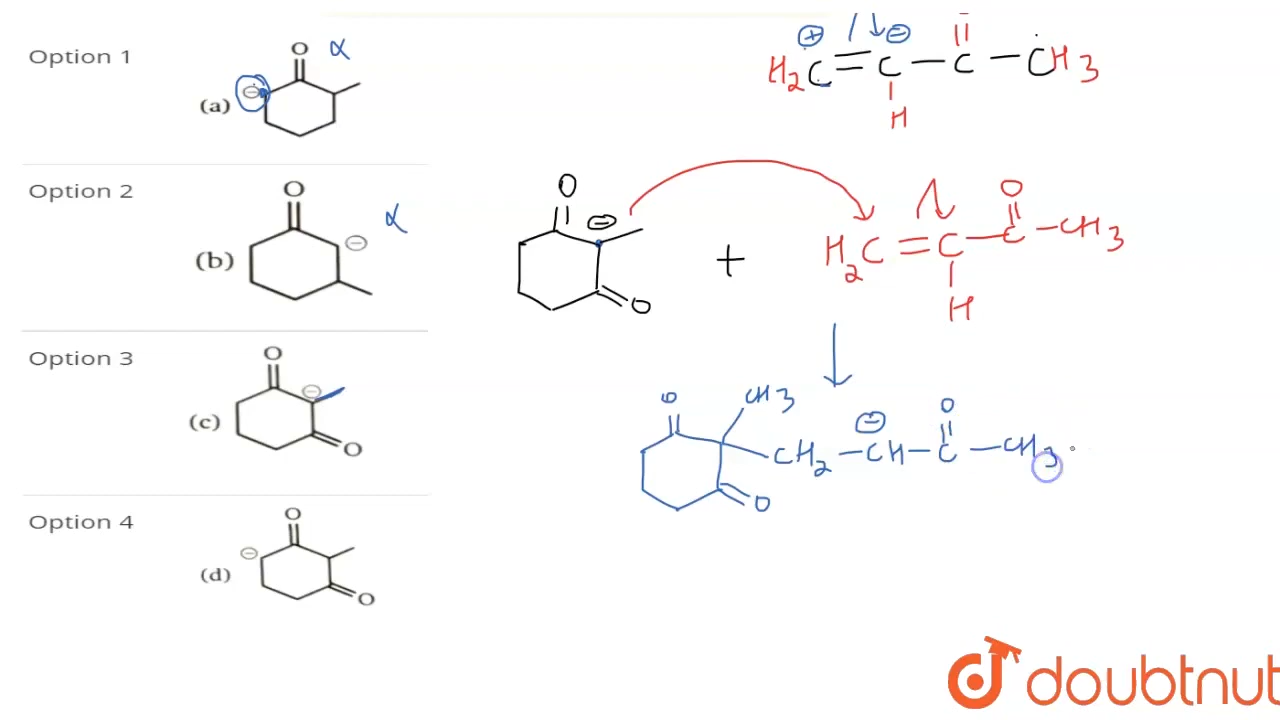 Option 1
O
α
⊖
(a)
⊕ ⊖
H2C = C — C — CH3
H
Option 2
O
α
⊖
(b)
O
⊖
O
+
O
H2C = C — C — CH3
H
Option 3
O
⊖
(c)
O
O
CH3
⊖
O
CH2 — CH — C — CH3
O
Option 4
O
⊖
(d)
O
doubtnut